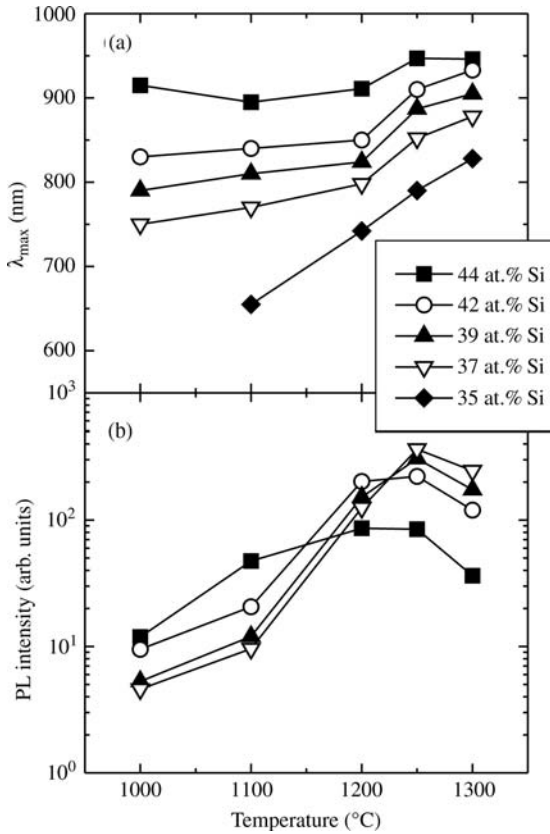 1000
(a)
900
800
700
600
λmax (nm)
44 at.% Si
42 at.% Si
39 at.% Si
37 at.% Si
35 at.% Si
10³
(b)
10²
10¹
10⁰
PL intensity (arb. units)
1000 1100 1200 1300
Temperature (°C)